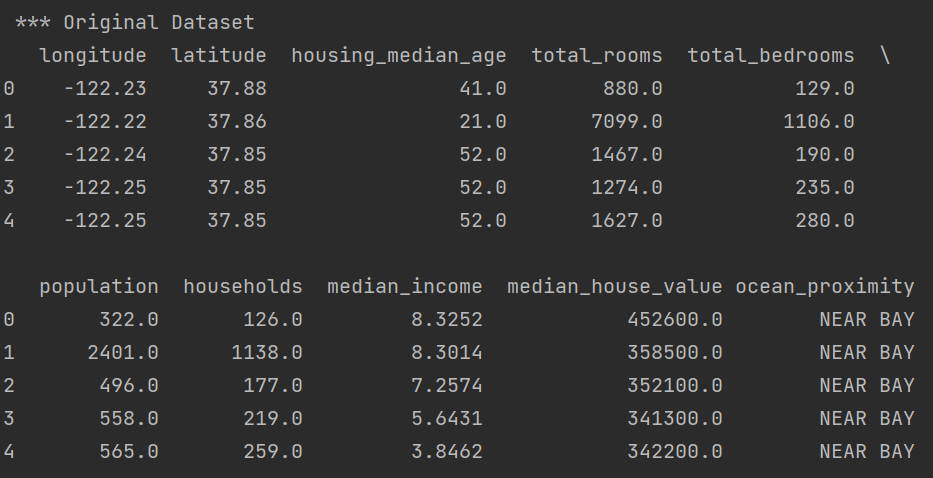 *** Original Dataset
longitude latitude housing_median_age total_rooms total_bedrooms \
0 -122.23 37.88 41.0 880.0 129.0
1 -122.22 37.86 21.0 7099.0 1106.0
2 -122.24 37.85 52.0 1467.0 190.0
3 -122.25 37.85 52.0 1274.0 235.0
4 -122.25 37.85 52.0 1627.0 280.0
population households median_income median_house_value ocean_proximity
0 322.0 126.0 8.3252 452600.0 NEAR BAY
1 2401.0 1138.0 8.3014 358500.0 NEAR BAY
2 496.0 177.0 7.2574 352100.0 NEAR BAY
3 558.0 219.0 5.6431 341300.0 NEAR BAY
4 565.0 259.0 3.8462 342200.0 NEAR BAY